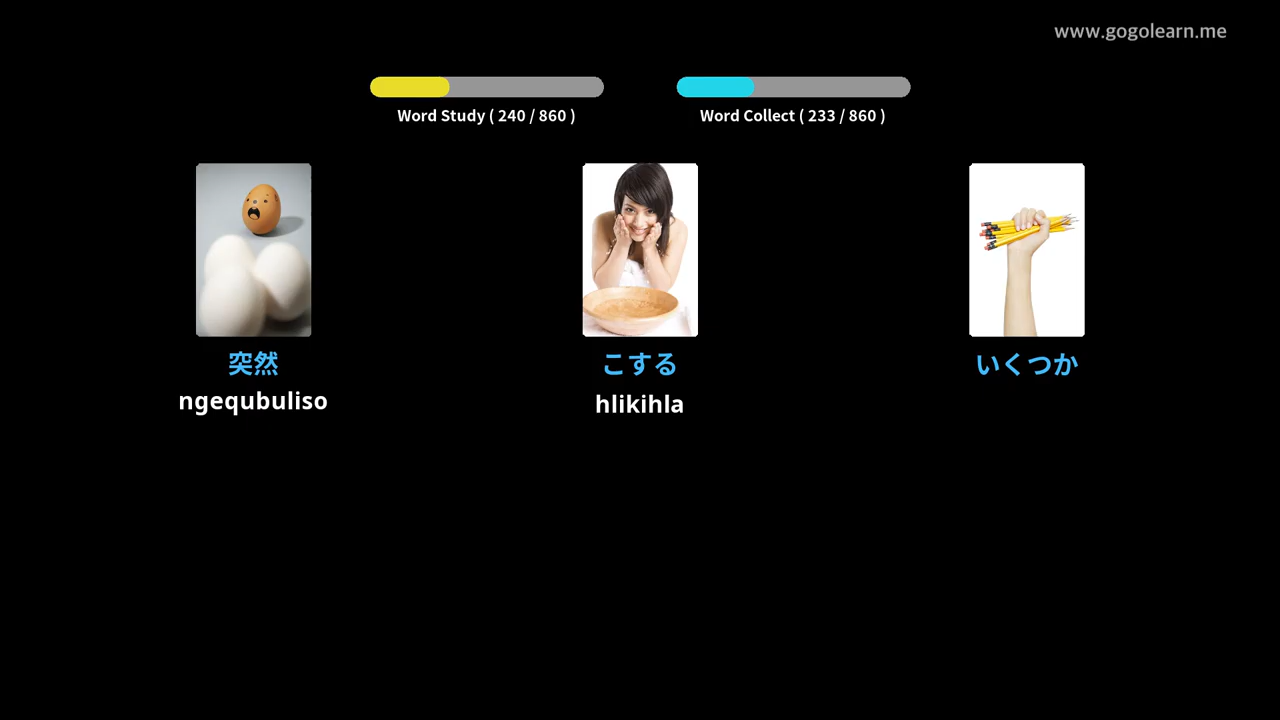 www.gogolearn.me
Word Study ( 240 / 860 )
Word Collect ( 233 / 860 )
突然
ngequbuliso
こする
hlikihla
いくつか